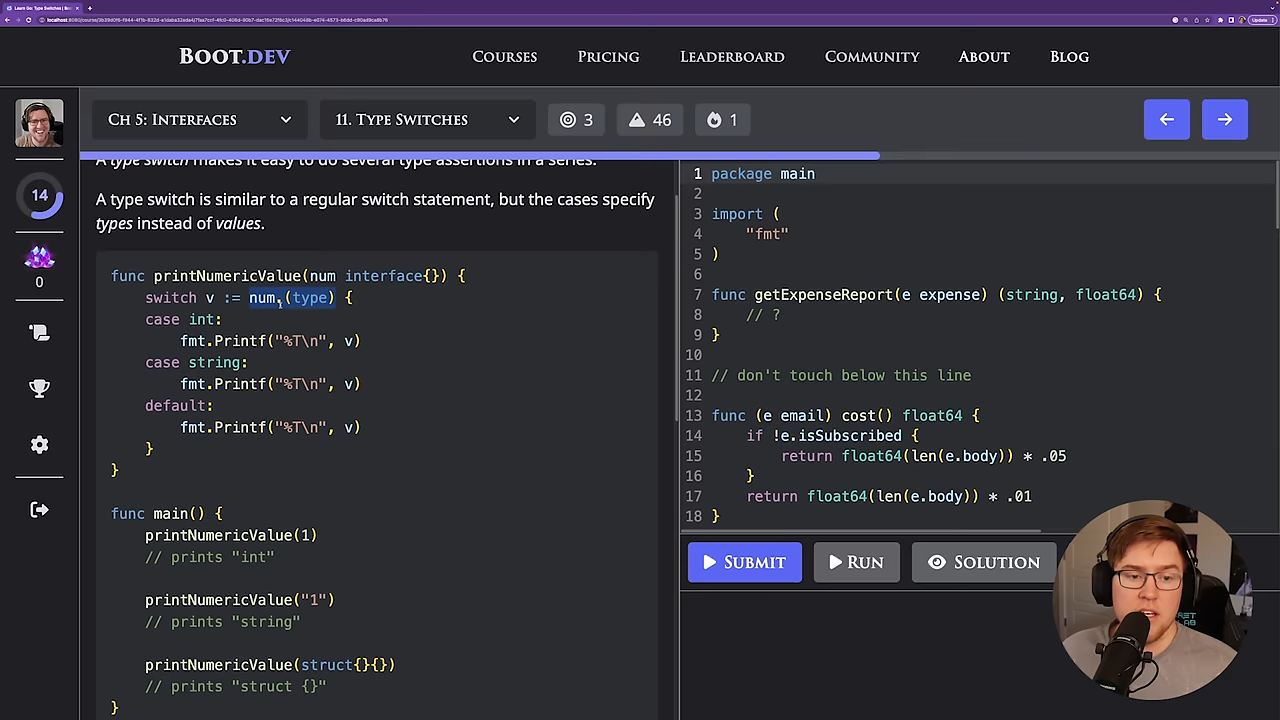 Learn Go: Type Switches | Boo
Update
BOOT.DEV
COURSES
PRICING
LEADERBOARD
COMMUNITY
ABOUT
BLOG
CH 5: INTERFACES
11. TYPE SWITCHES
3
46
1
14
0
A type switch makes it easy to do several type assertions in a series.
A type switch is similar to a regular switch statement, but the cases specify
types instead of values.
func printNumericValue(num interface{}) {
switch v := num.(type) {
case int:
fmt.Printf("%T\n", v)
case string:
fmt.Printf("%T\n", v)
default:
fmt.Printf("%T\n", v)
}
}
func main() {
printNumericValue(1)
// prints "int"
printNumericValue("1")
// prints "string"
printNumericValue(struct{}{})
// prints "struct {}"
}
1 package main
2
3 import (
4 "fmt"
5 )
6
7 func getExpenseReport(e expense) (string, float64) {
8 // ?
9 }
10
11 // don't touch below this line
12
13 func (e email) cost() float64 {
14 if !e.isSubscribed {
15 return float64(len(e.body)) * .05
16 }
17 return float64(len(e.body)) * .01
18 }
SUBMIT
RUN
SOLUTION